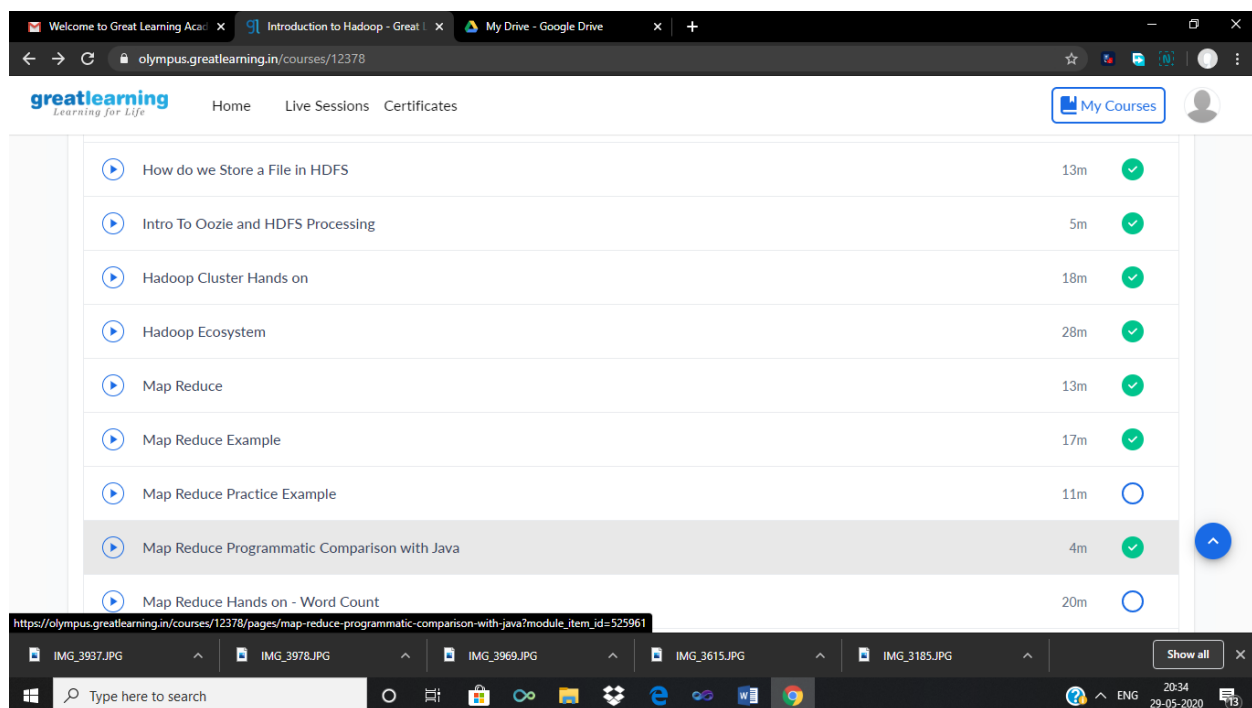 Welcome to Great Learning Acad Introduction to Hadoop - Great L My Drive - Google Drive
olympus.greatlearning.in/courses/12378
greatlearning Home Live Sessions Certificates My Courses
Learning for Life
How do we Store a File in HDFS 13m
Intro To Oozie and HDFS Processing 5m
Hadoop Cluster Hands on 18m
Hadoop Ecosystem 28m
Map Reduce 13m
Map Reduce Example 17m
Map Reduce Practice Example 11m
Map Reduce Programmatic Comparison with Java 4m
Map Reduce Hands on - Word Count 20m
https://olympus.greatlearning.in/courses/12378/pages/map-reduce-programmatic-comparison-with-java?module_item_id=525961
IMG_3937.JPG IMG_3978.JPG IMG_3969.JPG IMG_3615.JPG IMG_3185.JPG Show all
Type here to search ENG 20:34
29-05-2020 13